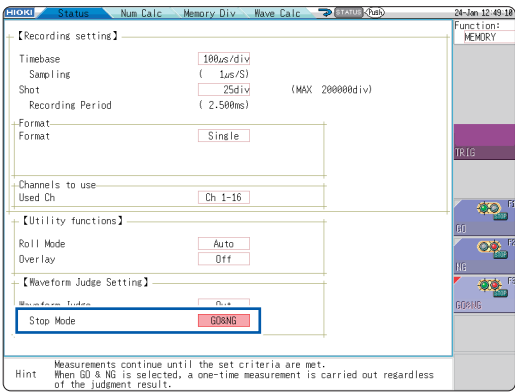 HIOKI Status Num Calc Memory Div Wave Calc STATUS Push 24-Jan 12:49 10
Function:
MEMORY
【Recording setting】
Timebase 100µs/div
Sampling ( 1µs/S)
Shot 25div (MAX 200000div)
Recording Period ( 2.500ms)
Format
Format Single
TRIG
Channels to use
Used Ch Ch 1-16
GO
【Utility functions】
Roll Mode Auto
Overlay Off
NG
【Waveform Judge Setting】
Waveform Judge Out
GO&NG
Stop Mode GO&NG
Hint Measurements continue until the set criteria are met.
When GO & NG is selected, a one-time measurement is carried out regardless
of the judgment result.